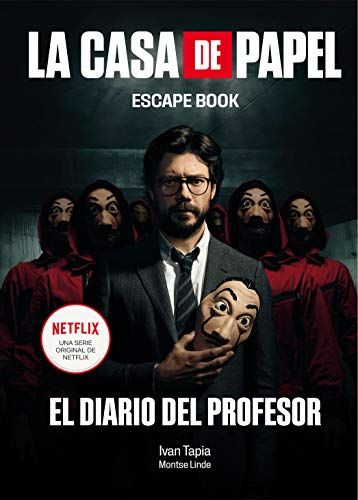 LA CASA DE PAPEL
ESCAPE BOOK
NETFLIX
UNA SERIE
ORIGINAL DE
NETFLIX
EL DIARIO DEL PROFESOR
Ivan Tapia
Montse Linde